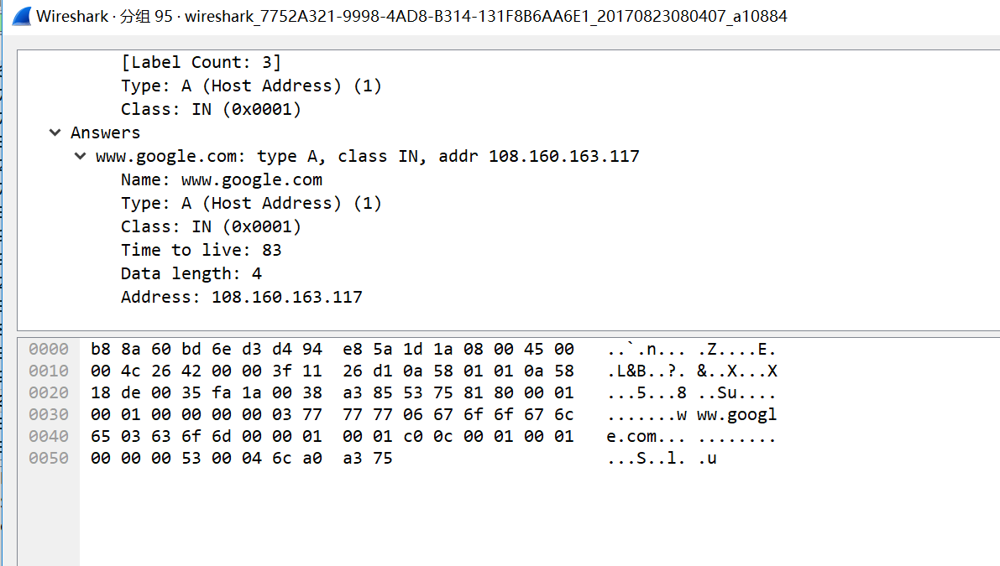 Wireshark · 分组 95 · wireshark_7752A321-9998-4AD8-B314-131F8B6AA6E1_20170823080407_a10884
[Label Count: 3]
Type: A (Host Address) (1)
Class: IN (0x0001)
Answers
www.google.com: type A, class IN, addr 108.160.163.117
Name: www.google.com
Type: A (Host Address) (1)
Class: IN (0x0001)
Time to live: 83
Data length: 4
Address: 108.160.163.117
0000 b8 8a 60 bd 6e d3 d4 94 e8 5a 1d 1a 08 00 45 00 ..`.n... .Z....E.
0010 00 4c 26 42 00 00 3f 11 26 d1 0a 58 01 01 0a 58 .L&B..?. &..X...X
0020 18 de 00 35 fa 1a 00 38 a3 85 53 75 81 80 00 01 ...5...8 ..Su....
0030 00 01 00 00 00 00 03 77 77 77 06 67 6f 6f 67 6c .......w ww.googl
0040 65 03 63 6f 6d 00 00 01 00 01 c0 0c 00 01 00 01 e.com... ........
0050 00 00 00 53 00 04 6c a0 a3 75 ...S..l. .u